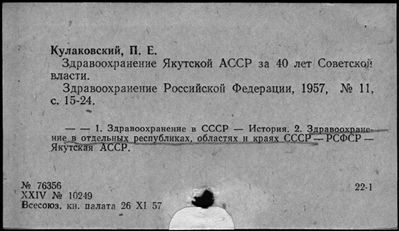 Кулаковский, П. Е.
Здравоохранение Якутской АССР за 40 лет Советской
власти.
Здравоохранение Российской Федерации, 1957, № 11,
с. 15-24.
— — 1. Здравоохранение в СССР — История. 2. Здравоохране-
ние в отдельных республиках, областях и краях СССР — РСФСР —
Якутская АССР.
№ 76356
22-1
XXIV № 10249
Всесоюз. кн. палата 26 XI 57